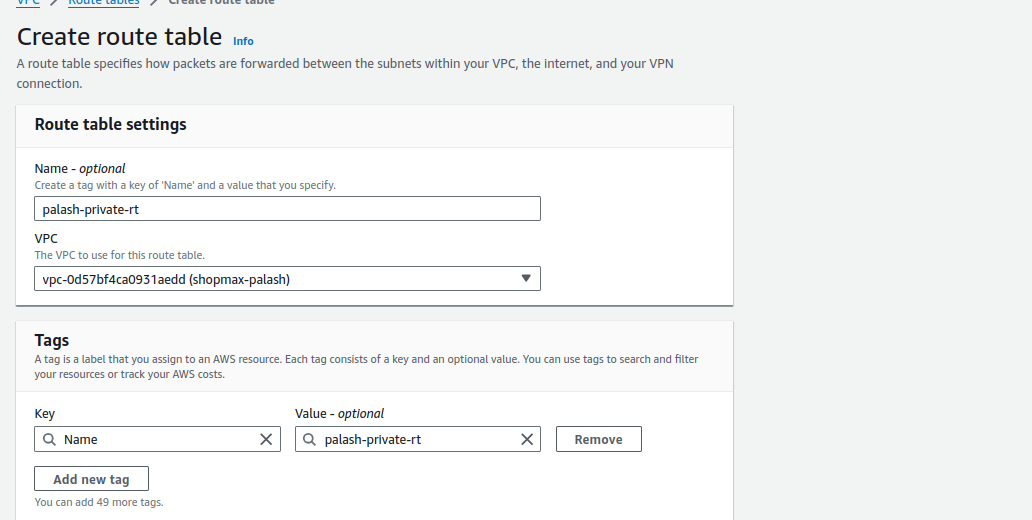 VPC > Route tables > Create route table
Create route table Info
A route table specifies how packets are forwarded between the subnets within your VPC, the internet, and your VPN
connection.
Route table settings
Name - optional
Create a tag with a key of 'Name' and a value that you specify.
palash-private-rt
VPC
The VPC to use for this route table.
vpc-0d57bf4ca0931aedd (shopmax-palash)
Tags
A tag is a label that you assign to an AWS resource. Each tag consists of a key and an optional value. You can use tags to search and filter
your resources or track your AWS costs.
Key Value - optional
Name palash-private-rt Remove
Add new tag
You can add 49 more tags.